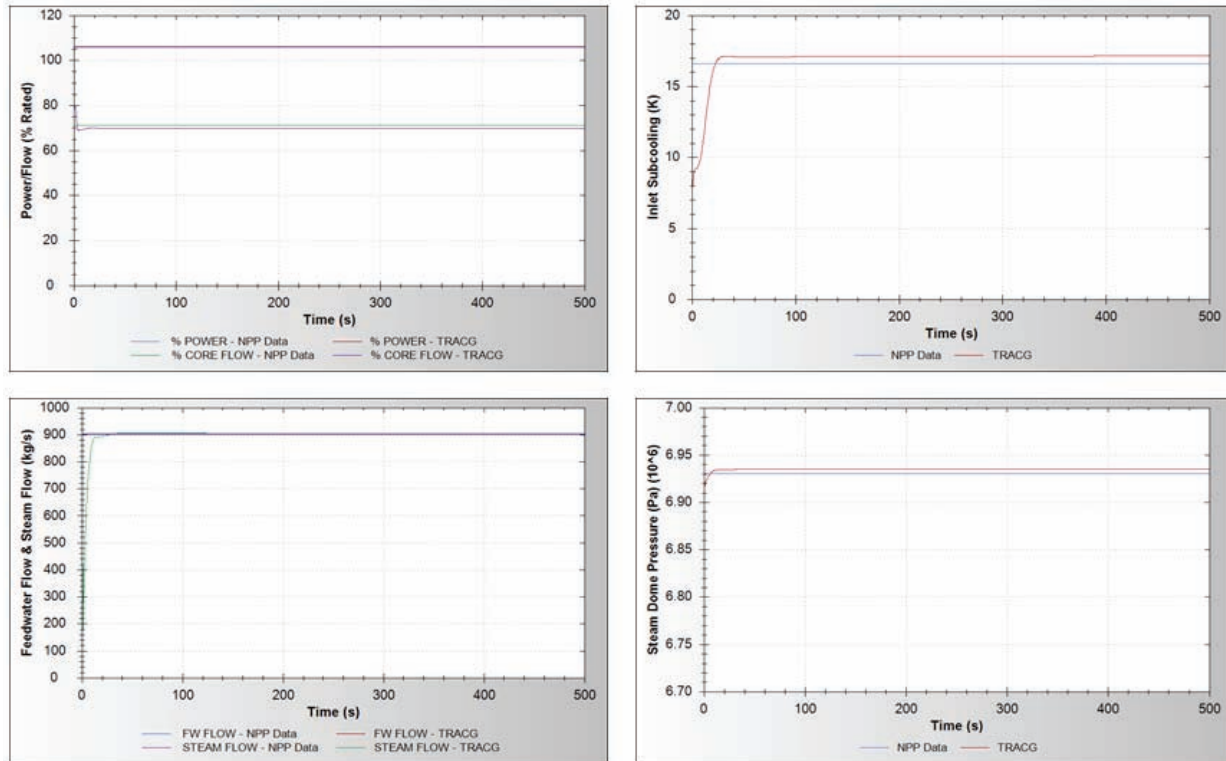 Power/Flow (% Rated)
120
100
80
60
40
20
0
0 100 200 300 400 500
Time (s)
% POWER - NPP Data % POWER - TRACG
% CORE FLOW - NPP Data % CORE FLOW - TRACG
Inlet Subcooling (K)
20
15
10
5
0
0 100 200 300 400 500
Time (s)
NPP Data TRACG
Feedwater Flow & Steam Flow (kg/s)
1000
900
800
700
600
500
400
300
200
100
0
0 100 200 300 400 500
Time (s)
FW FLOW - NPP Data FW FLOW - TRACG
STEAM FLOW - NPP Data STEAM FLOW - TRACG
Steam Dome Pressure (Pa) (10^6)
7.00
6.95
6.90
6.85
6.80
6.75
6.70
0 100 200 300 400 500
Time (s)
NPP Data TRACG